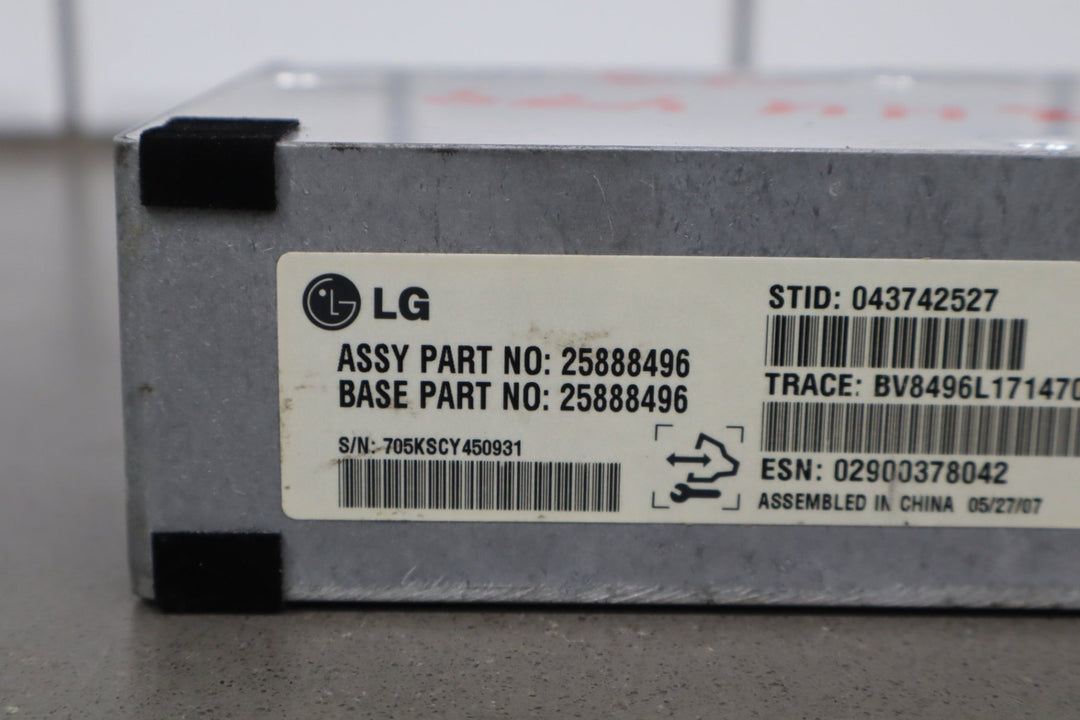 LG
ASSY PART NO: 25888496
BASE PART NO: 25888496
S/N: 705KSCY450931
STID: 043742527
TRACE: BV8496L171470
ESN: 02900378042
ASSEMBLED IN CHINA 05/27/07